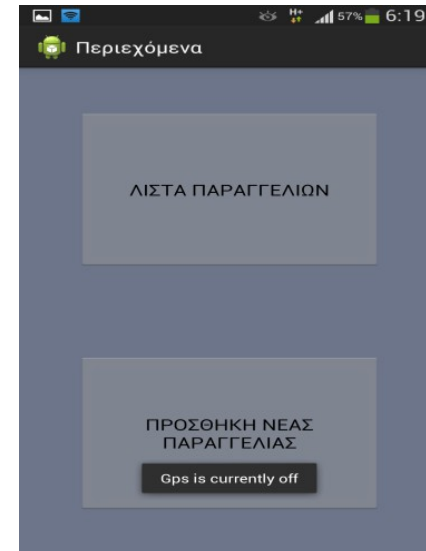 H+ 57% 6:19
Περιεχόμενα
ΛΙΣΤΑ ΠΑΡΑΓΓΕΛΙΩΝ
ΠΡΟΣΘΗΚΗ ΝΕΑΣ
ΠΑΡΑΓΓΕΛΙΑΣ
Gps is currently off